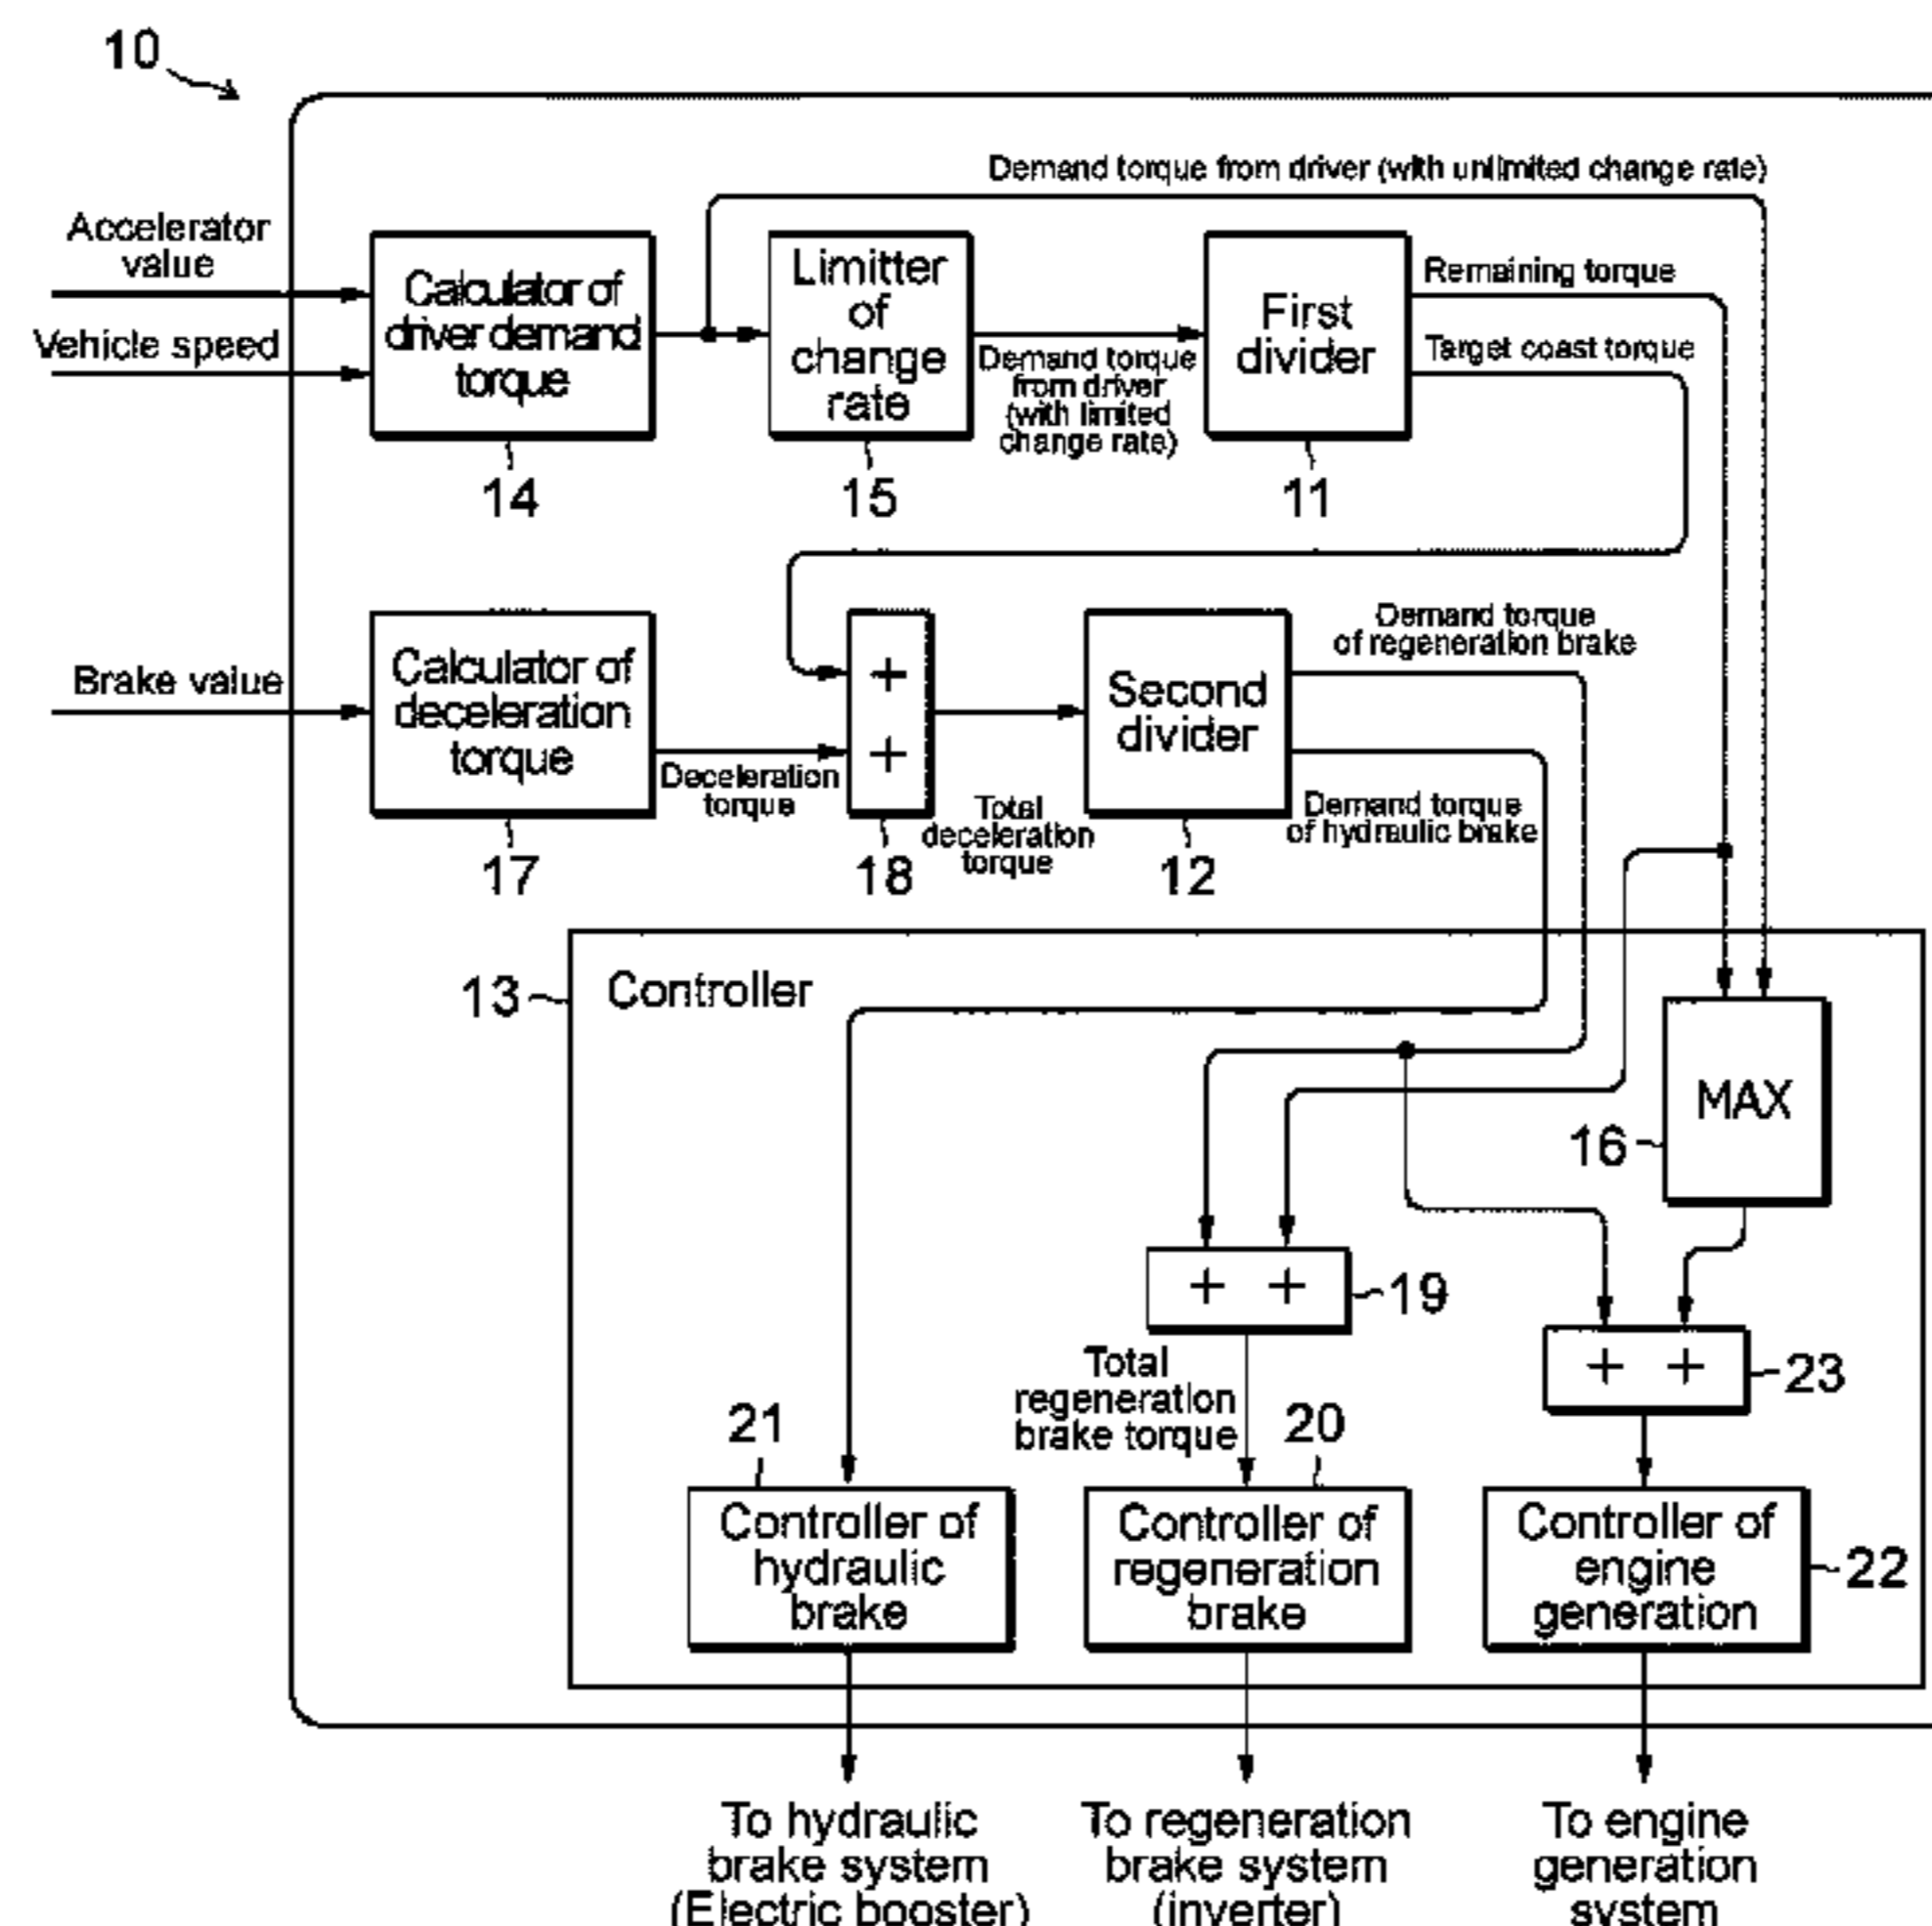 10
Demand torque from driver (with unlimited change rate)
Accelerator
value
Vehicle speed
Calculator of
driver demand
torque
14
Limitter
of
change
rate
15
Demand torque
from driver
(with limited
change rate)
First
divider
11
Remaining torque
Target coast torque
Brake value
Calculator of
deceleration
torque
17
Deceleration
torque
+
+
18
Total
deceleration
torque
Second
divider
12
Demand torque
of regeneration brake
Demand torque
of hydraulic brake
13
Controller
MAX
16
+ +
19
+ +
23
Total
regeneration
brake torque
21
Controller of
hydraulic
brake
20
Controller of
regeneration
brake
Controller of
engine
generation
22
To hydraulic
brake system
(Electric booster)
To regeneration
brake system
(inverter)
To engine
generation
system